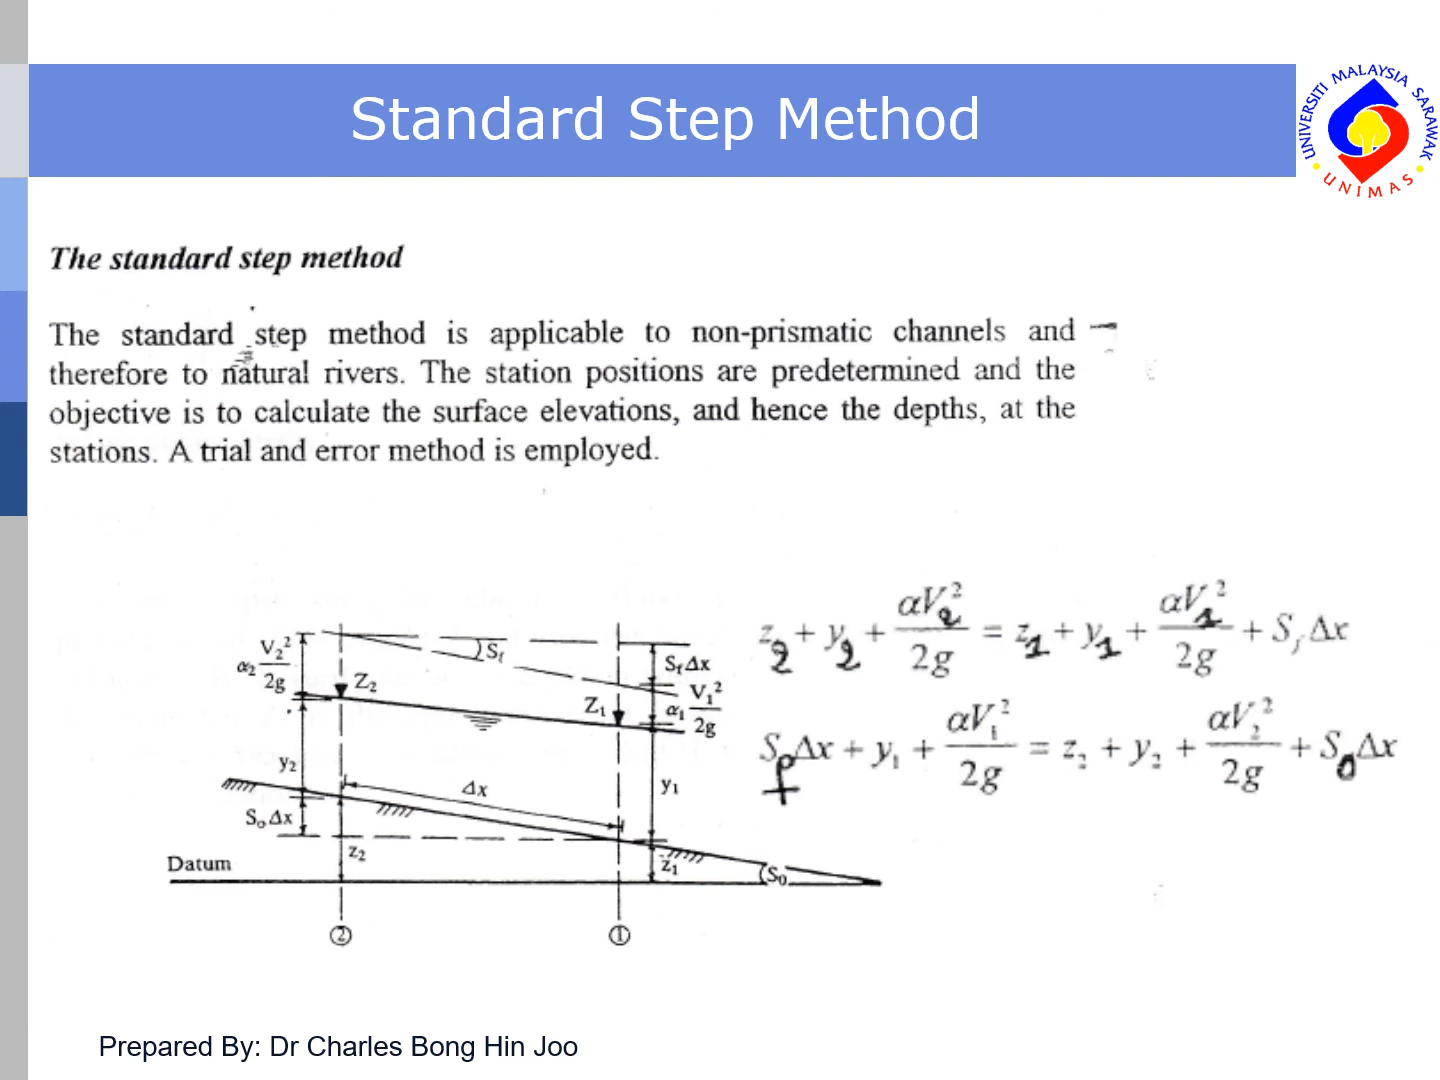 Standard Step Method
UNIVERSITI MALAYSIA SARAWAK
UNIMAS
The standard step method
The standard step method is applicable to non-prismatic channels and
therefore to natural rivers. The station positions are predetermined and the
objective is to calculate the surface elevations, and hence the depths, at the
stations. A trial and error method is employed.
z₂ + y₂ + αV₂²/2g = z₁ + y₁ + αV₁²/2g + S_f Δx
S_f Δx + y₁ + αV₁²/2g = z₂ + y₂ + αV₂²/2g + S₀ Δx
α₂ V₂²/2g
S_f
Z₂
S_f Δx
Z₁
α₁ V₁²/2g
y₂
Δx
y₁
S₀ Δx
z₂
z₁
Datum
S₀
②
①
Prepared By: Dr Charles Bong Hin Joo